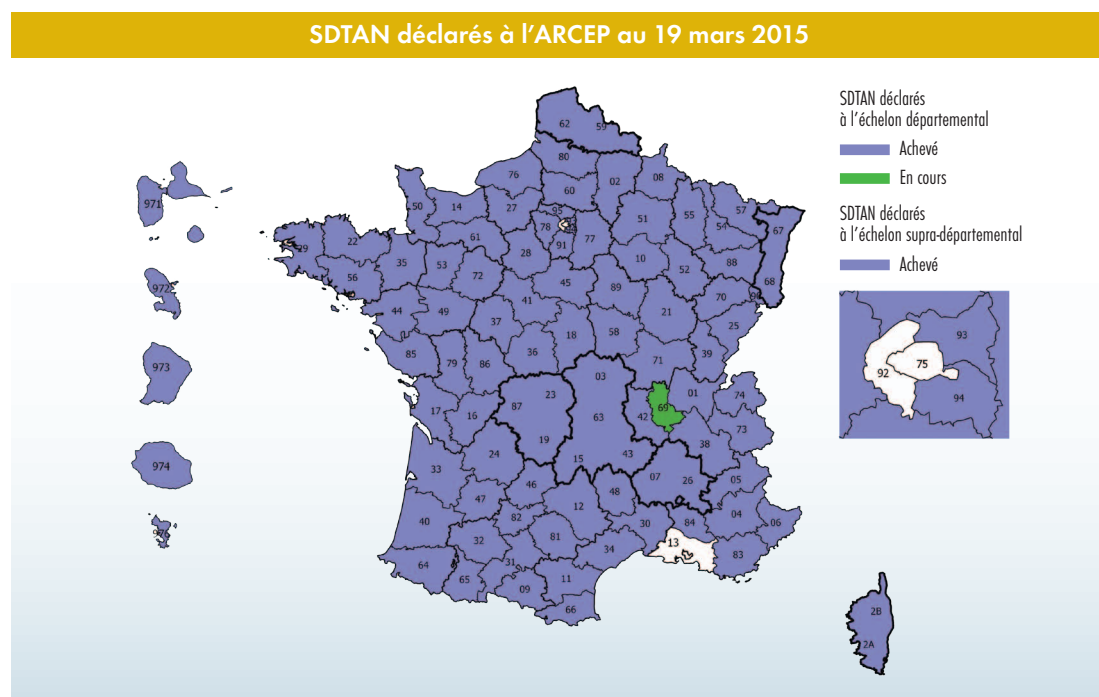 SDTAN déclarés à l'ARCEP au 19 mars 2015
SDTAN déclarés
à l'échelon départemental
Achevé
En cours
SDTAN déclarés
à l'échelon supra-départemental
Achevé
93
75
92
94
62 59
80
76 02 08
60
50 14 27 95 51 55 57
54 67
78
61 91 77
29 22 28 10 88
35 53 52 68
56 72 45 89 70
41
44 49 21 25
37 18 58
85 79 86 36 39
71
03
87 23 69 01 74
17 16 63 42
73
19 38
24 15 43
33 46 07 26 05
47 48
40 12 04
82 30 84 06
32 81 13
34 83
64 31
65 09 11
66
2B
2A
971
972
973
974
976